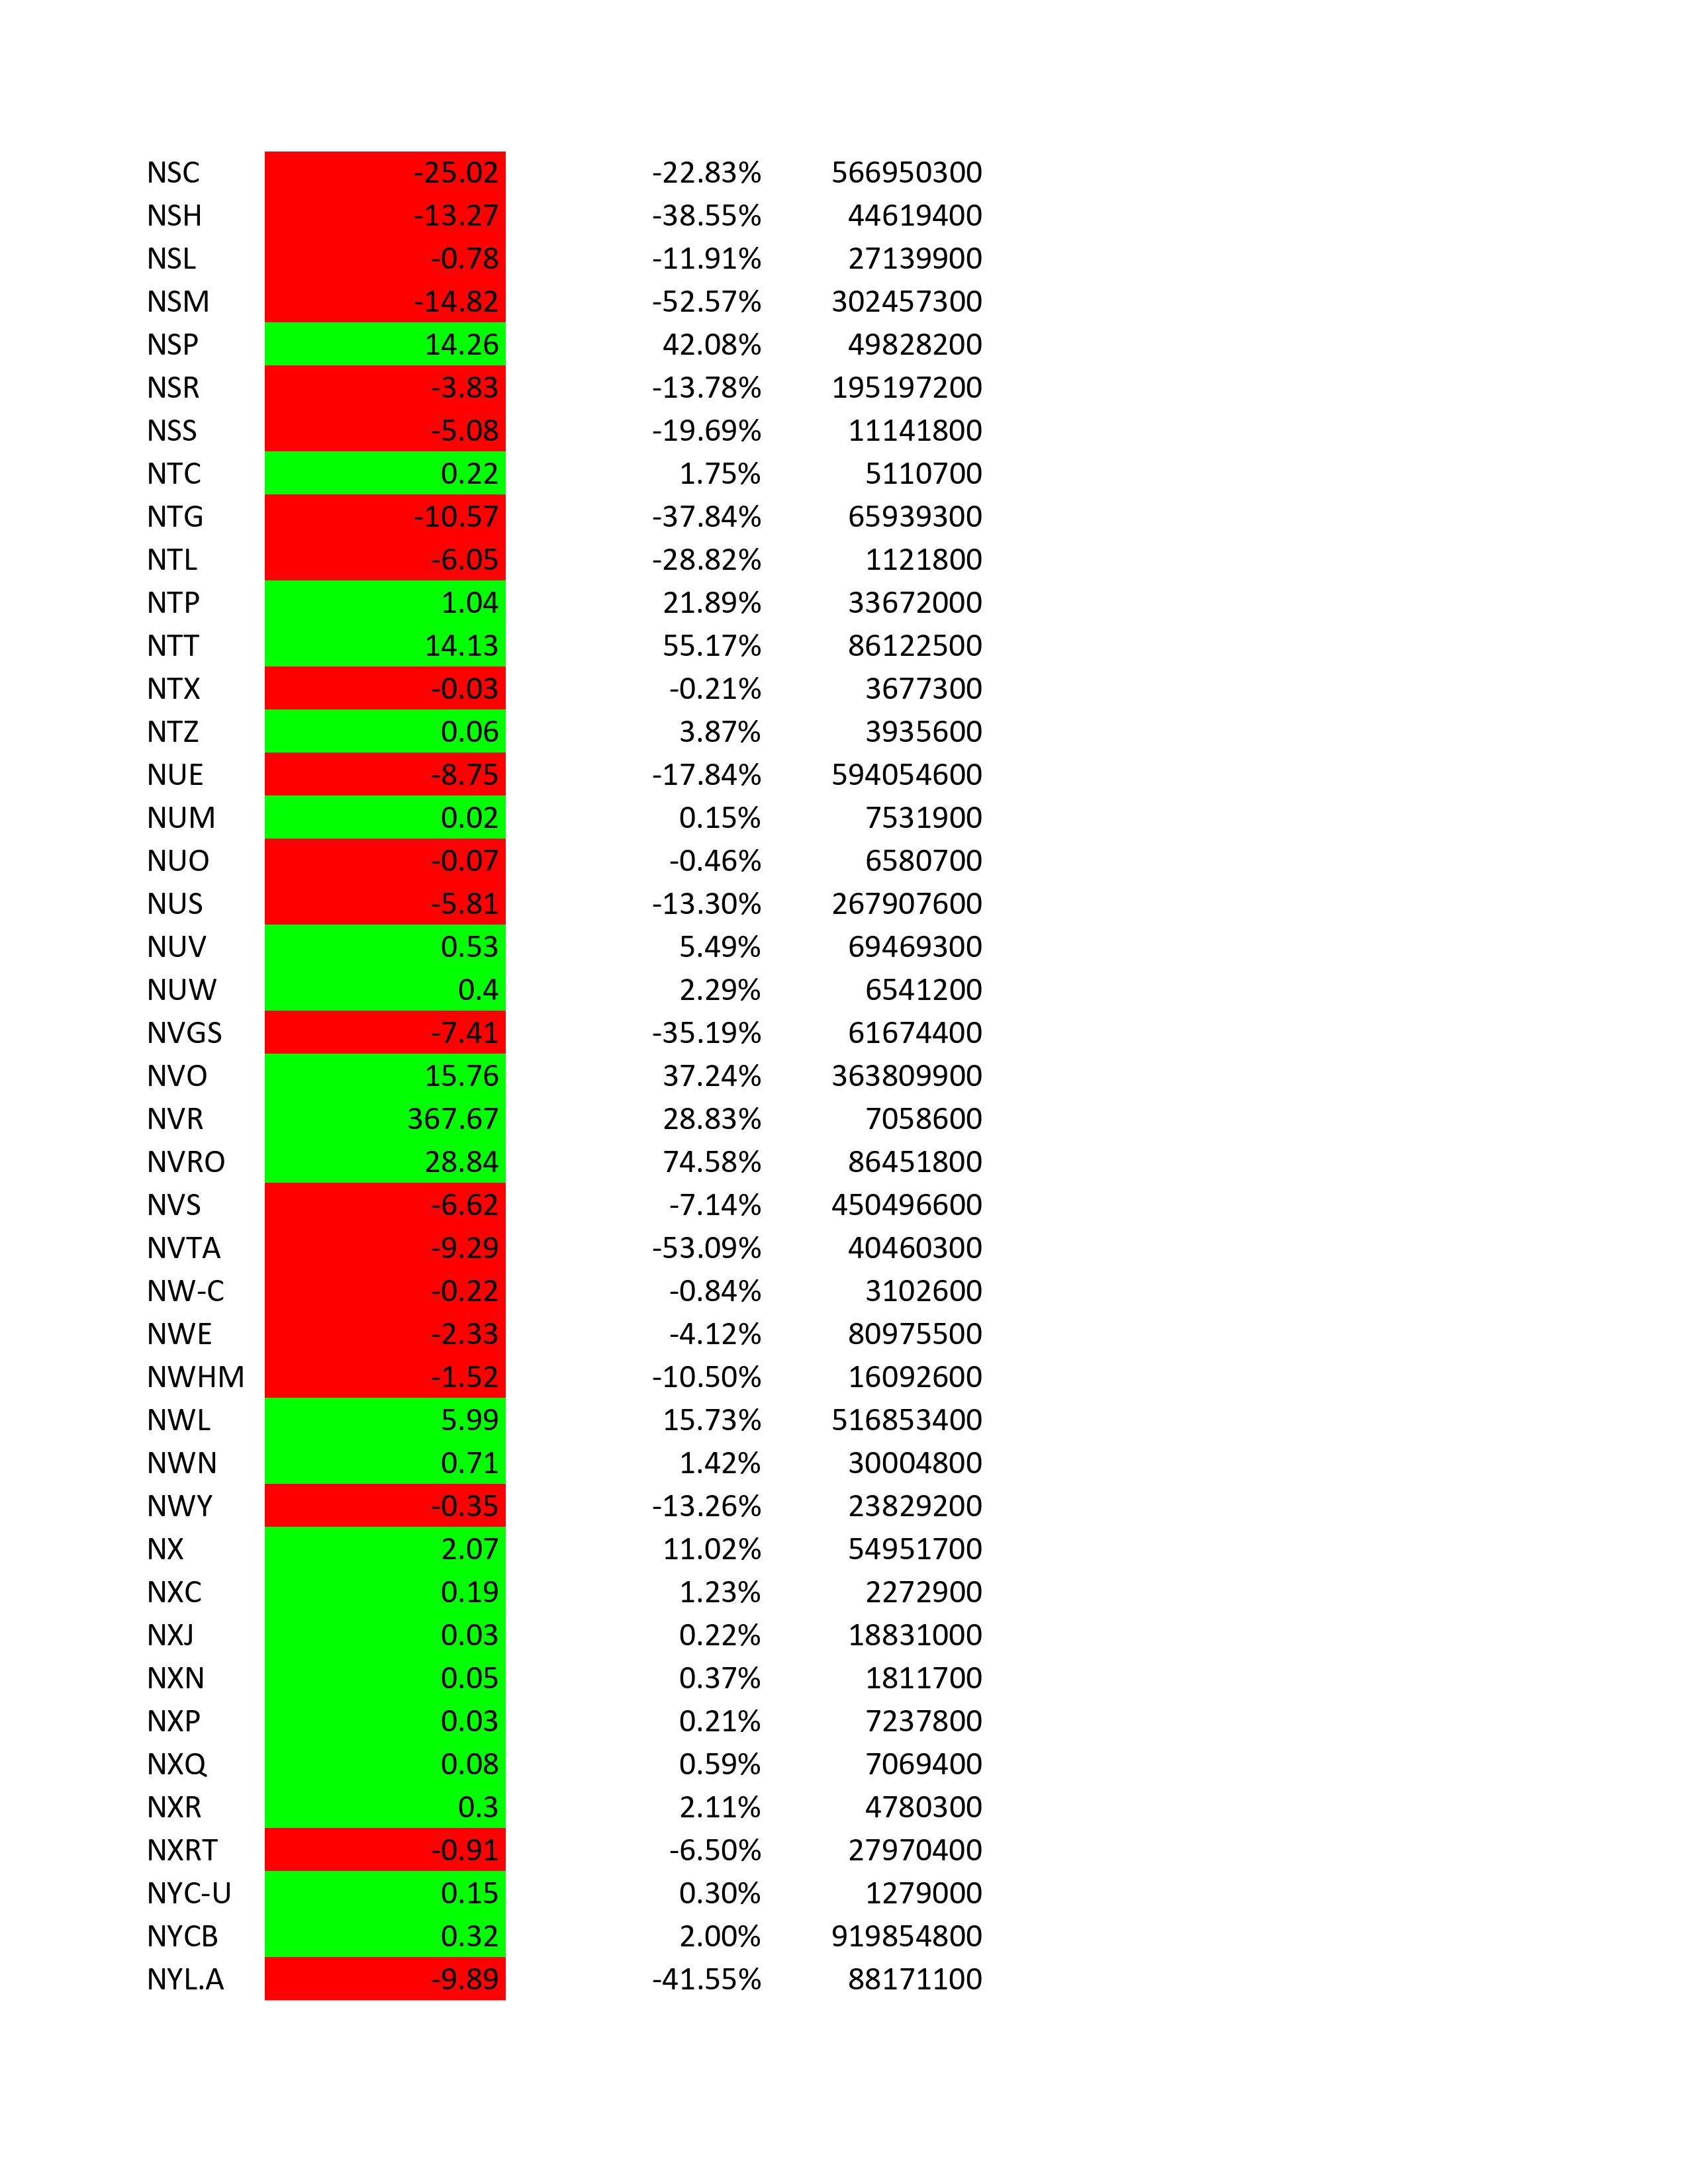 NSC -25.02 -22.83% 566950300
NSH -13.27 -38.55% 44619400
NSL -0.78 -11.91% 27139900
NSM -14.82 -52.57% 302457300
NSP 14.26 42.08% 49828200
NSR -3.83 -13.78% 195197200
NSS -5.08 -19.69% 11141800
NTC 0.22 1.75% 5110700
NTG -10.57 -37.84% 65939300
NTL -6.05 -28.82% 1121800
NTP 1.04 21.89% 33672000
NTT 14.13 55.17% 86122500
NTX -0.03 -0.21% 3677300
NTZ 0.06 3.87% 3935600
NUE -8.75 -17.84% 594054600
NUM 0.02 0.15% 7531900
NUO -0.07 -0.46% 6580700
NUS -5.81 -13.30% 267907600
NUV 0.53 5.49% 69469300
NUW 0.4 2.29% 6541200
NVGS -7.41 -35.19% 61674400
NVO 15.76 37.24% 363809900
NVR 367.67 28.83% 7058600
NVRO 28.84 74.58% 86451800
NVS -6.62 -7.14% 450496600
NVTA -9.29 -53.09% 40460300
NW-C -0.22 -0.84% 3102600
NWE -2.33 -4.12% 80975500
NWHM -1.52 -10.50% 16092600
NWL 5.99 15.73% 516853400
NWN 0.71 1.42% 30004800
NWY -0.35 -13.26% 23829200
NX 2.07 11.02% 54951700
NXC 0.19 1.23% 2272900
NXJ 0.03 0.22% 18831000
NXN 0.05 0.37% 1811700
NXP 0.03 0.21% 7237800
NXQ 0.08 0.59% 7069400
NXR 0.3 2.11% 4780300
NXRT -0.91 -6.50% 27970400
NYC-U 0.15 0.30% 1279000
NYCB 0.32 2.00% 919854800
NYL.A -9.89 -41.55% 88171100